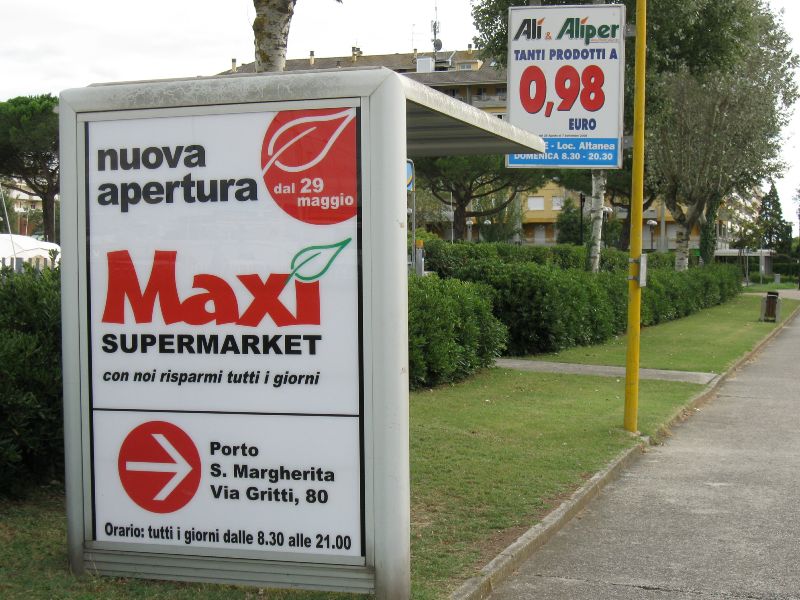 nuova
apertura
dal 29
maggio
Maxi
SUPERMARKET
con noi risparmi tutti i giorni
Porto
S. Margherita
Via Gritti, 80
Orario: tutti i giorni dalle 8.30 alle 21.00
Alì & Alìper
TANTI PRODOTTI A
0,98
EURO
E - Loc. Altanea
DOMENICA 8.30 - 20.30